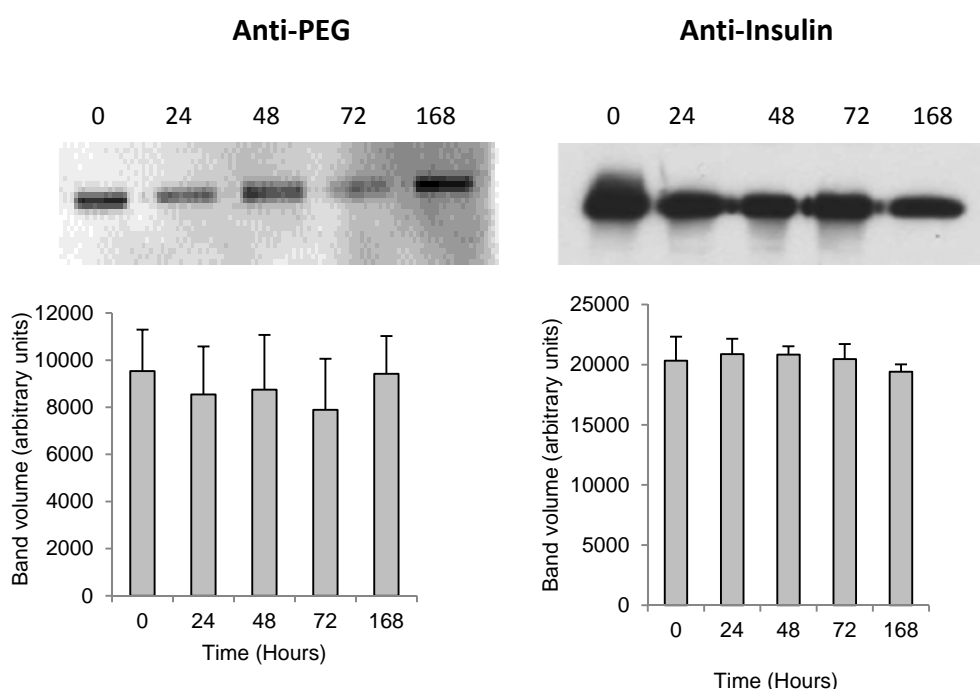 Anti-PEG
0 24 48 72 168
Band volume (arbitrary units)
12000
10000
8000
6000
4000
2000
0
0 24 48 72 168
Time (Hours)
Anti-Insulin
0 24 48 72 168
Band volume (arbitrary units)
25000
20000
15000
10000
5000
0
0 24 48 72 168
Time (Hours)